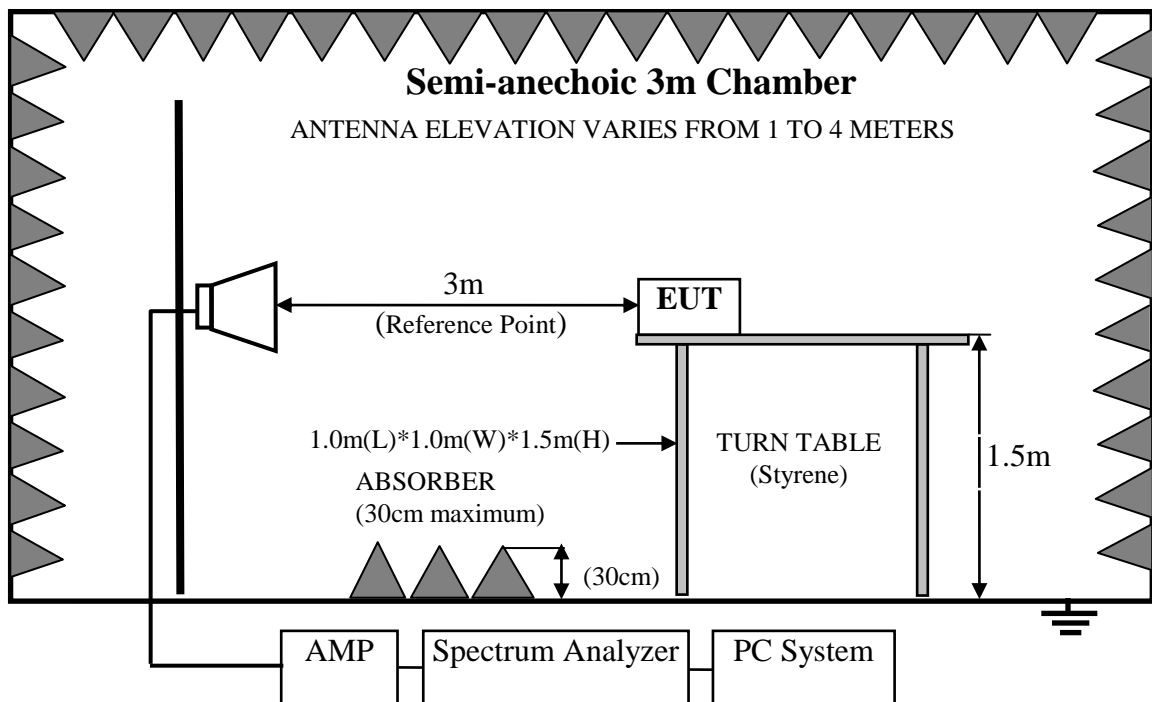 Semi-anechoic 3m Chamber
ANTENNA ELEVATION VARIES FROM 1 TO 4 METERS
3m
(Reference Point)
EUT
1.0m(L)*1.0m(W)*1.5m(H)
TURN TABLE
(Styrene)
1.5m
ABSORBER
(30cm maximum)
(30cm)
AMP
Spectrum Analyzer
PC System